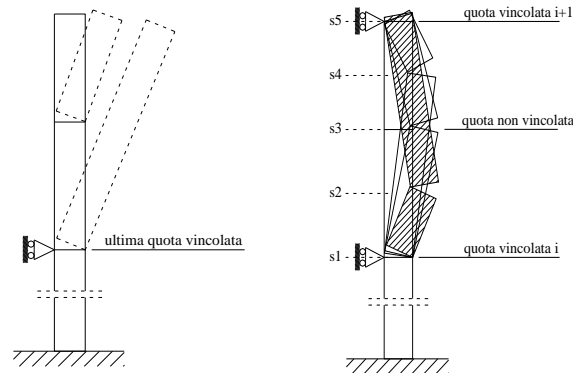 ultima quota vincolata
s5
quota vincolata i+1
s4
s3
quota non vincolata
s2
s1
quota vincolata i